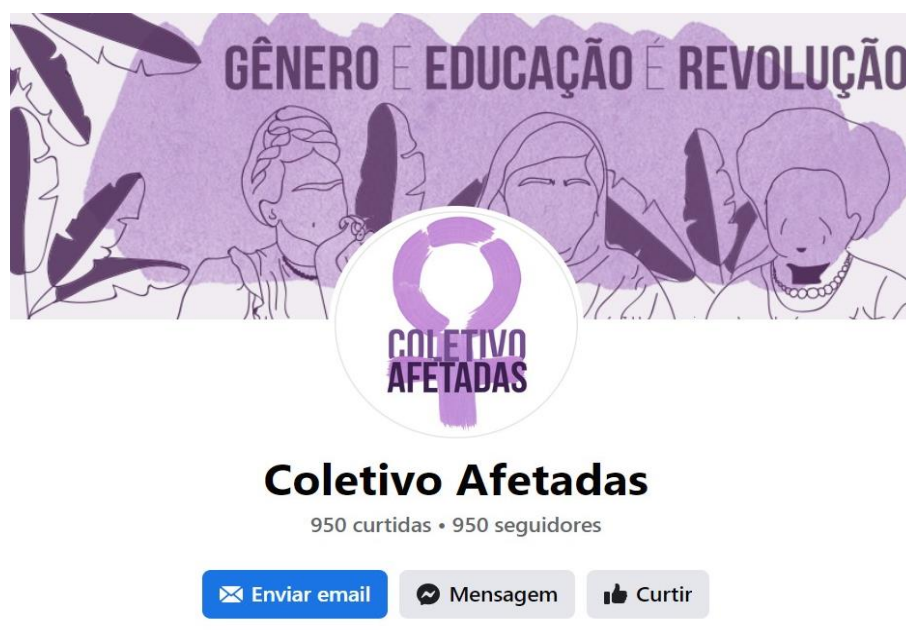 GÊNERO E EDUCAÇÃO É REVOLUÇÃO
COLETIVO
AFETADAS
Coletivo Afetadas
950 curtidas • 950 seguidores
Enviar email
Mensagem
Curtir